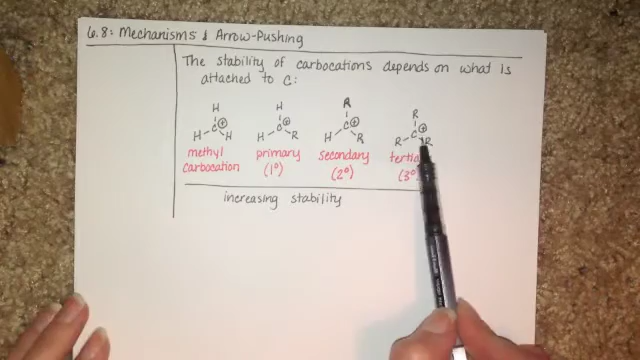 6.8: Mechanisms & Arrow-Pushing
The stability of carbocations depends on what is
attached to C:
H H R R
C⊕ C⊕ C⊕ C⊕
H H H R H R R R
methyl primary secondary
carbocation (1°) (2°) (3°
increasing stability